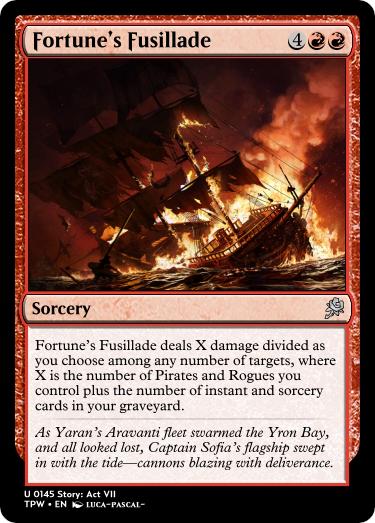 Fortune's Fusillade 4
Sorcery
Fortune's Fusillade deals X damage divided as
you choose among any number of targets, where
X is the number of Pirates and Rogues you
control plus the number of instant and sorcery
cards in your graveyard.
As Yaran's Aravanti fleet swarmed the Yron Bay,
and all looked lost, Captain Sofia's flagship swept
in with the tide—cannons blazing with deliverance.
U 0145 Story: Act VII
TPW • EN LUCA-PASCAL-